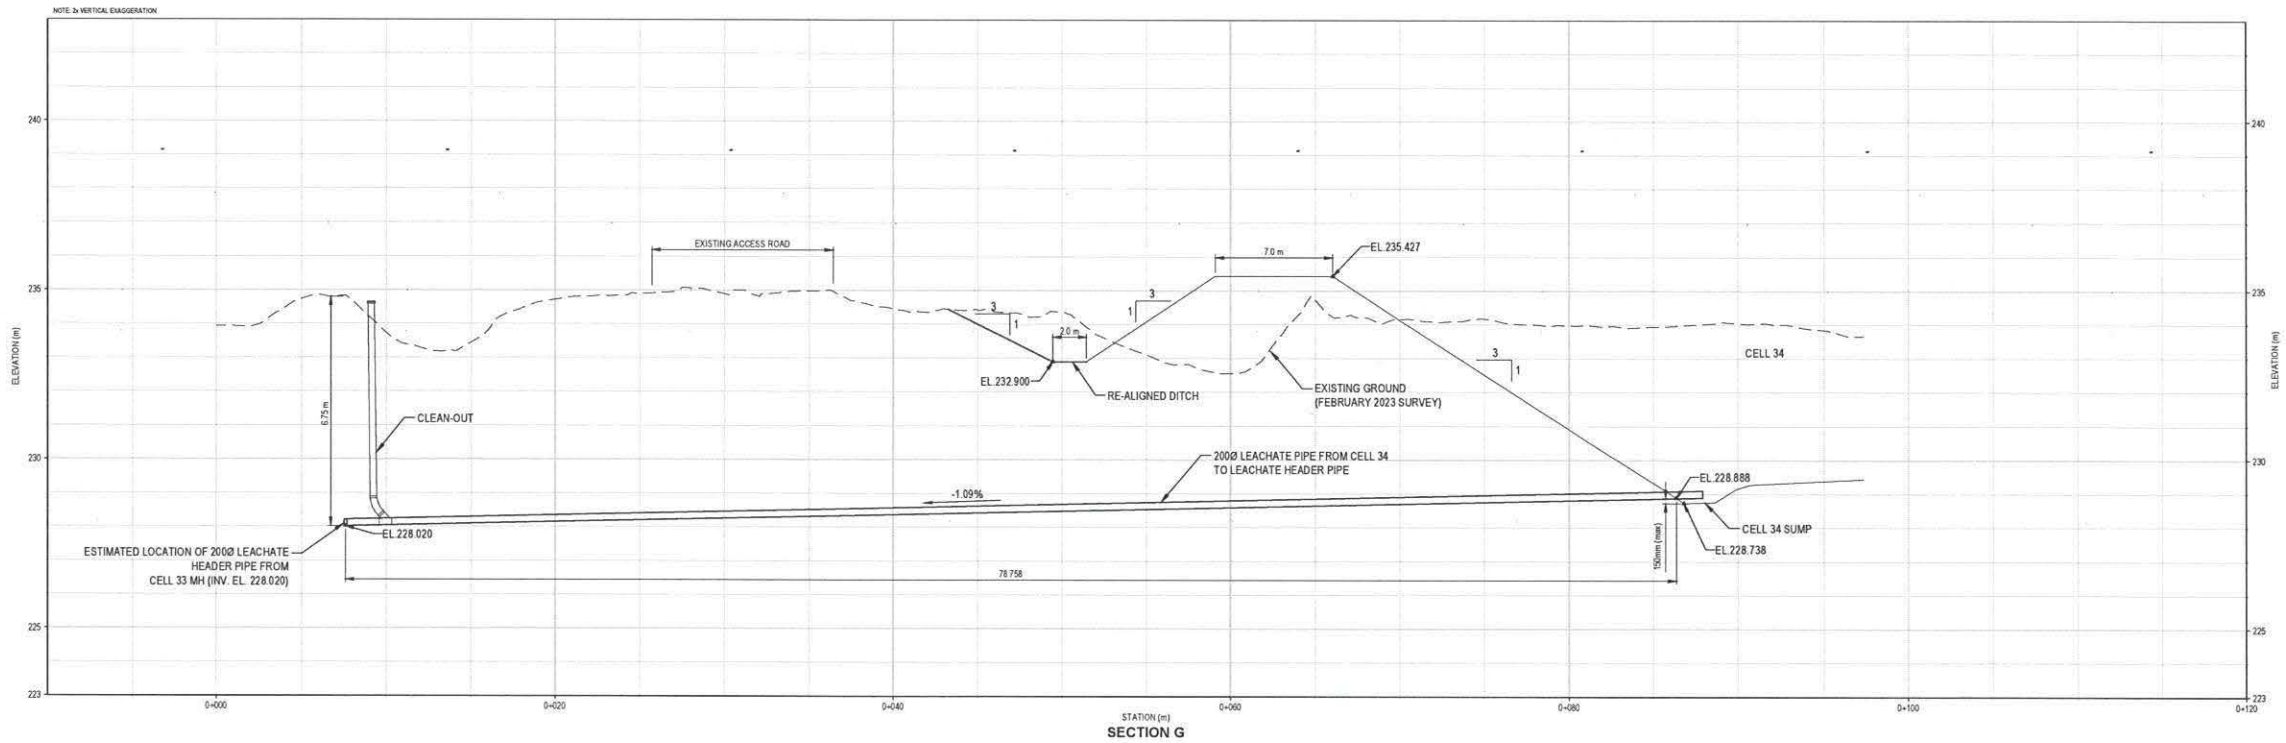 NOTE: 2x VERTICAL EXAGGERATION
240
240
EXISTING ACCESS ROAD
7.0 m
EL.235.427
235
235
3
1
3
1
2.0 m
ELEVATION (m)
ELEVATION (m)
3
1
CELL 34
EL.232.900
RE-ALIGNED DITCH
EXISTING GROUND
(FEBRUARY 2023 SURVEY)
6.75 m
CLEAN-OUT
230
230
200Ø LEACHATE PIPE FROM CELL 34
TO LEACHATE HEADER PIPE
EL.228.888
-1.09%
EL.228.020
CELL 34 SUMP
EL.228.738
150mm (max)
ESTIMATED LOCATION OF 200Ø LEACHATE
HEADER PIPE FROM
CELL 33 MH (INV. EL. 228.020)
78.758
225
225
223
223
0+000
0+020
0+040
0+060
0+080
0+100
0+120
STATION (m)
SECTION G